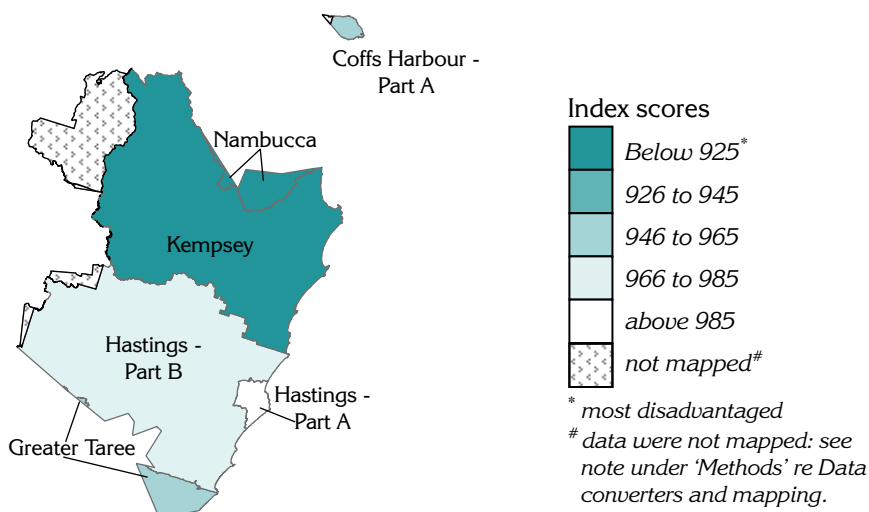 Coffs Harbour -
Part A
Nambucca
Kempsey
Hastings -
Part B
Hastings -
Part A
Greater Taree
Index scores
Below 925*
926 to 945
946 to 965
966 to 985
above 985
not mapped#
* most disadvantaged
# data were not mapped: see
note under ‘Methods’ re Data
converters and mapping.